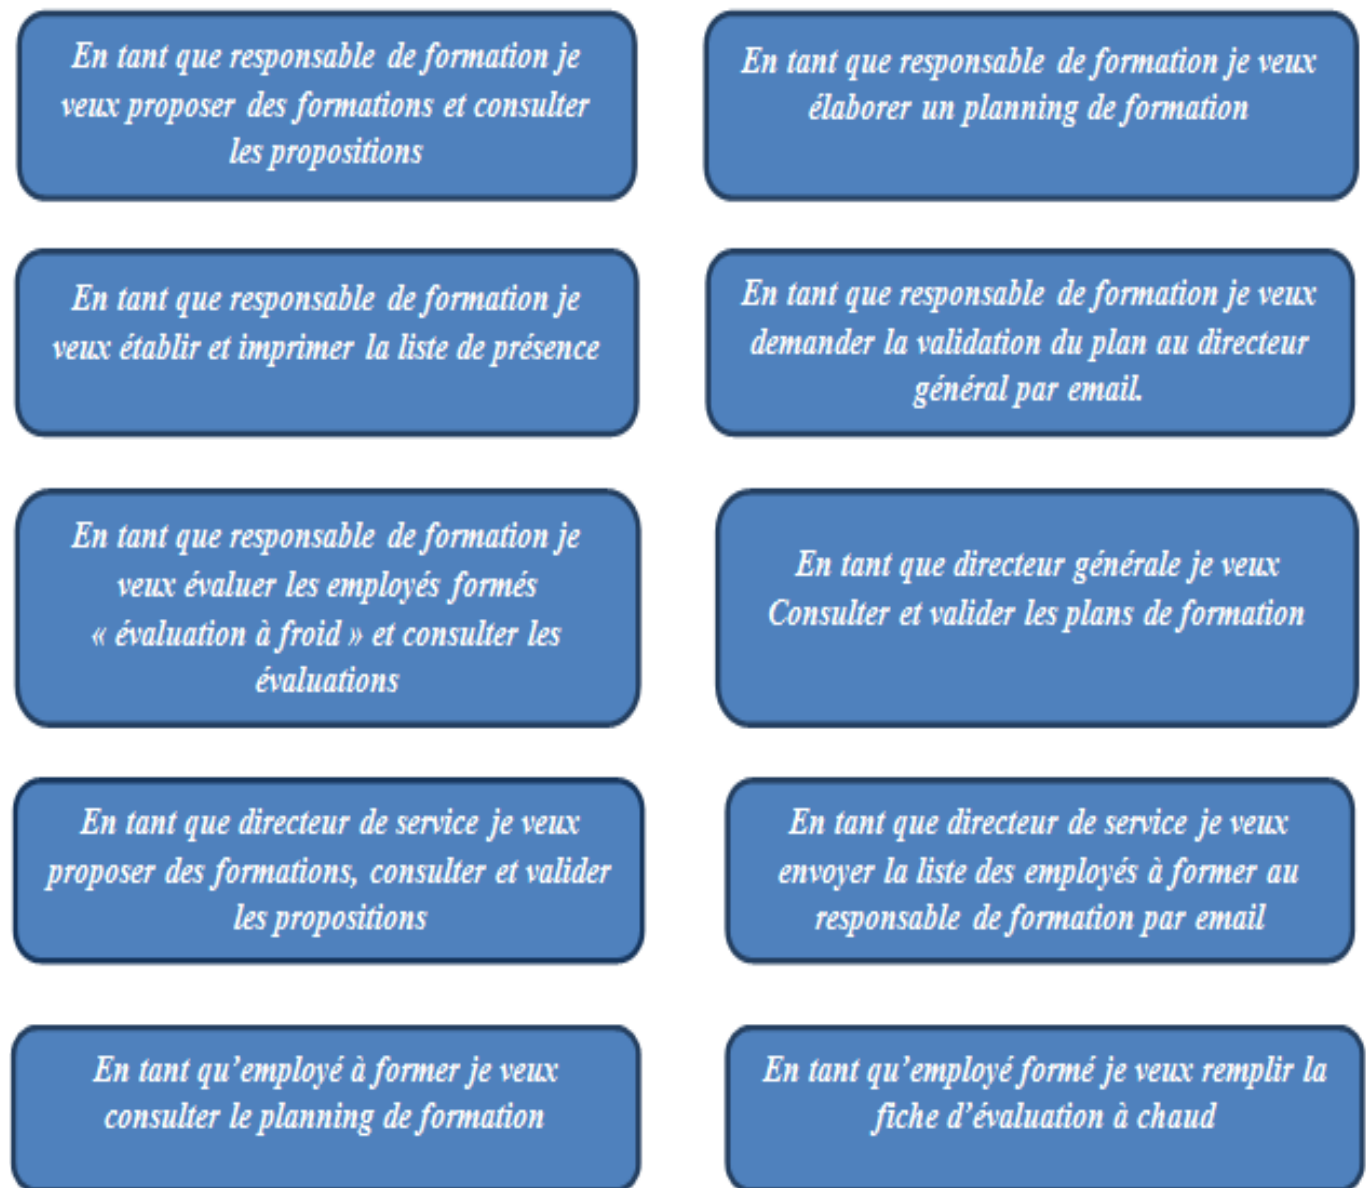 En tant que responsable de formation je
veux proposer des formations et consulter
les propositions
En tant que responsable de formation je veux
élaborer un planning de formation
En tant que responsable de formation je
veux établir et imprimer la liste de présence
En tant que responsable de formation je veux
demander la validation du plan au directeur
général par email.
En tant que responsable de formation je
veux évaluer les employés formés
« évaluation à froid » et consulter les
évaluations
En tant que directeur générale je veux
Consulter et valider les plans de formation
En tant que directeur de service je veux
proposer des formations, consulter et valider
les propositions
En tant que directeur de service je veux
envoyer la liste des employés à former au
responsable de formation par email
En tant qu’employé à former je veux
consulter le planning de formation
En tant qu’employé formé je veux remplir la
fiche d’évaluation à chaud